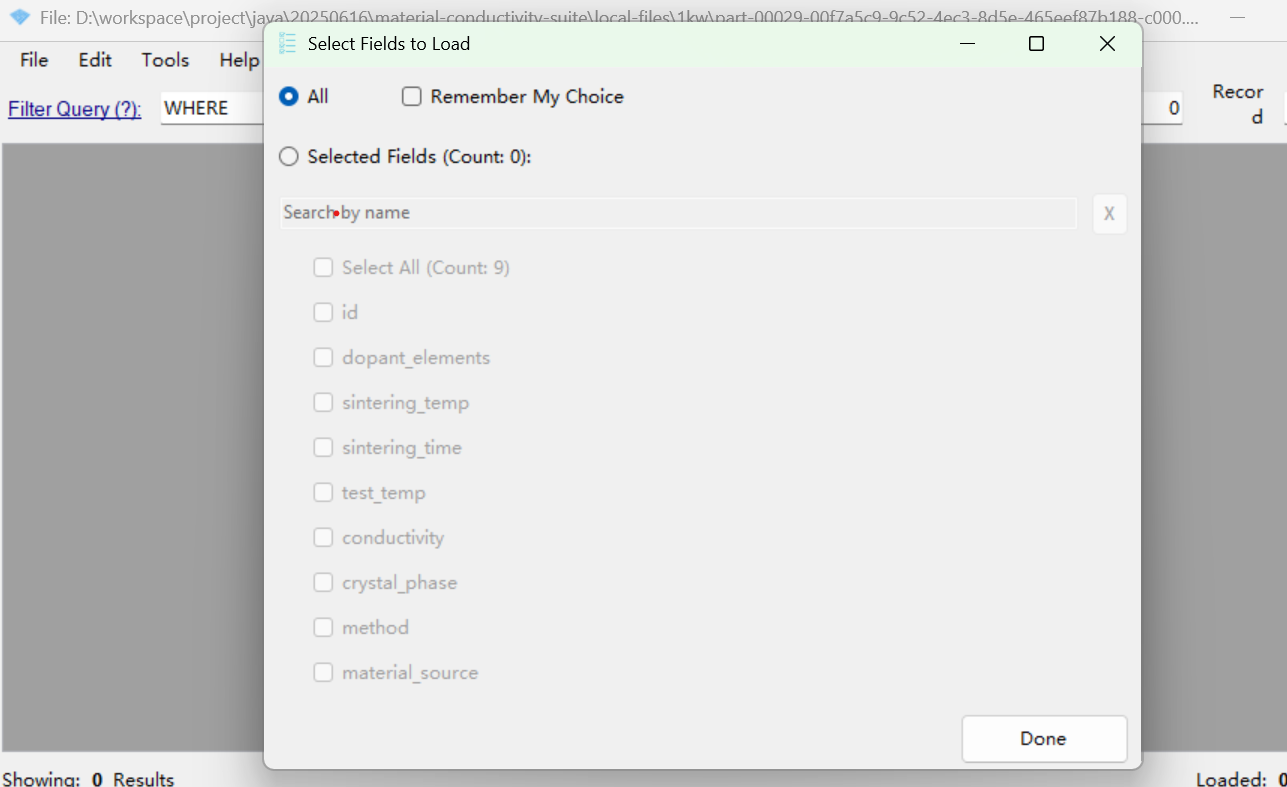 File: D:\workspace\project\java\20250616\material-conductivity-suite\local-files\1kw\part-00029-00f7a5c9-9c52-4ec3-8d5e-465eef87b188-c000....
Select Fields to Load
File Edit Tools Help
All Remember My Choice
Filter Query (?): WHERE
0 Recor
d
Selected Fields (Count: 0):
Search by name X
Select All (Count: 9)
id
dopant_elements
sintering_temp
sintering_time
test_temp
conductivity
crystal_phase
method
material_source
Done
Showing: 0 Results
Loaded: 0